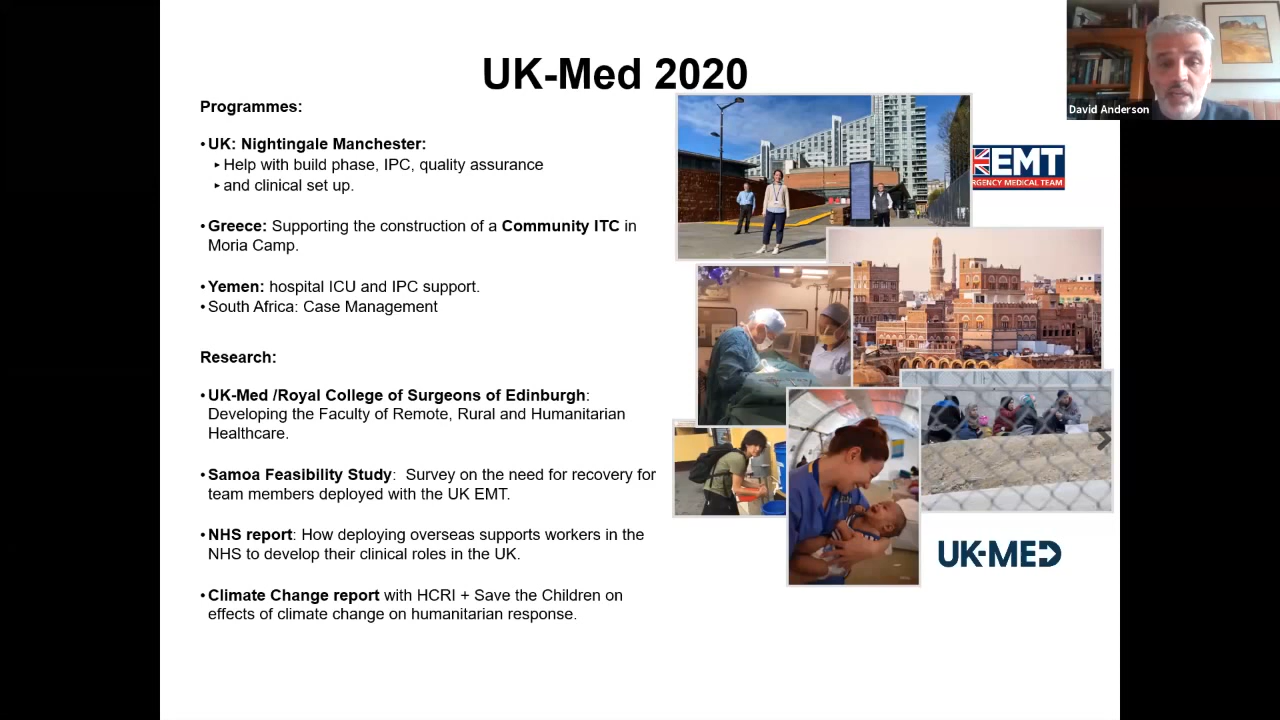 UK-Med 2020
David Anderson
Programmes:
•UK: Nightingale Manchester:
▸Help with build phase, IPC, quality assurance
▸and clinical set up.
•Greece: Supporting the construction of a Community ITC in
Moria Camp.
•Yemen: hospital ICU and IPC support.
•South Africa: Case Management
Research:
•UK-Med /Royal College of Surgeons of Edinburgh:
Developing the Faculty of Remote, Rural and Humanitarian
Healthcare.
•Samoa Feasibility Study:  Survey on the need for recovery for
team members deployed with the UK EMT.
•NHS report: How deploying overseas supports workers in the
NHS to develop their clinical roles in the UK.
•Climate Change report with HCRI + Save the Children on
effects of climate change on humanitarian response.
EMT
RGENCY MEDICAL TEAM
UK-MED